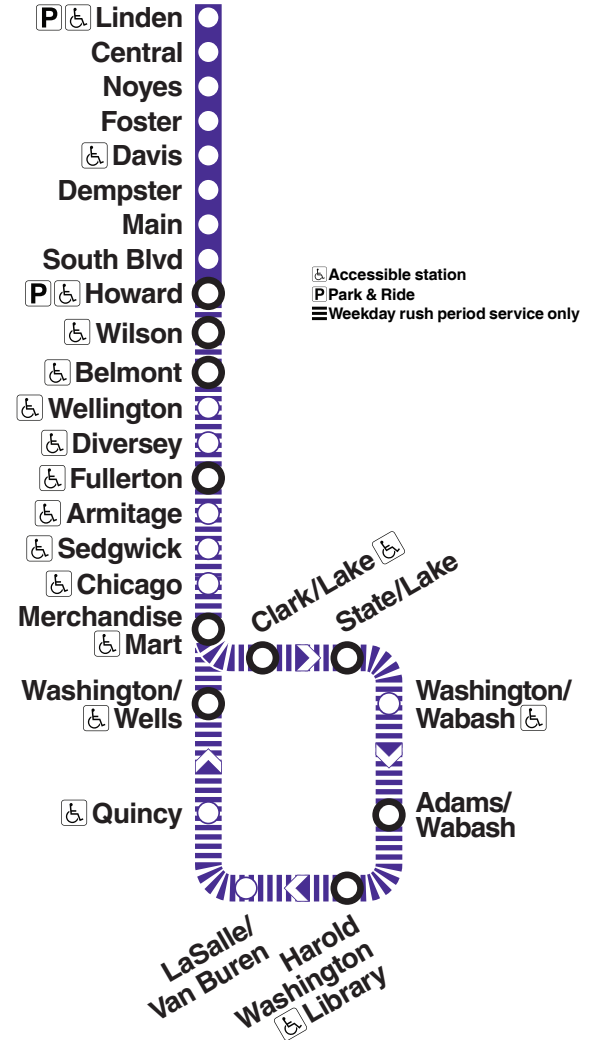 P Linden
Central
Noyes
Foster
Davis
Dempster
Main
South Blvd
P Howard
Wilson
Belmont
Wellington
Diversey
Fullerton
Armitage
Sedgwick
Chicago
Merchandise
Mart
Washington/
Wells
Quincy
Clark/Lake
State/Lake
Washington/
Wabash
Adams/
Wabash
LaSalle/
Van Buren
Harold
Washington
Library
Accessible station
P Park & Ride
Weekday rush period service only